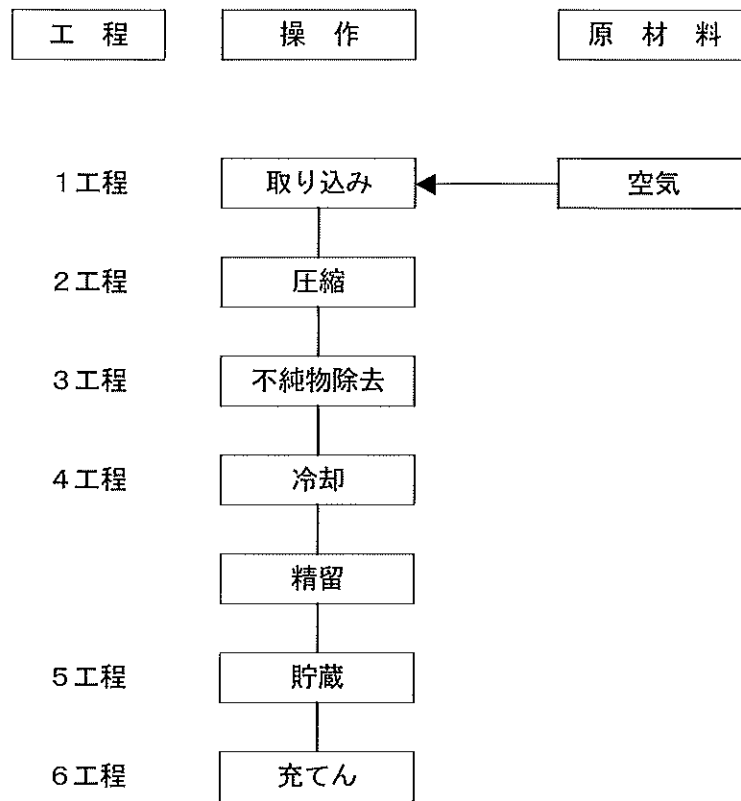 工 程 操 作 原 材 料
1工程 取り込み 空気
2工程 圧縮
3工程 不純物除去
4工程 冷却
精留
5工程 貯蔵
6工程 充てん